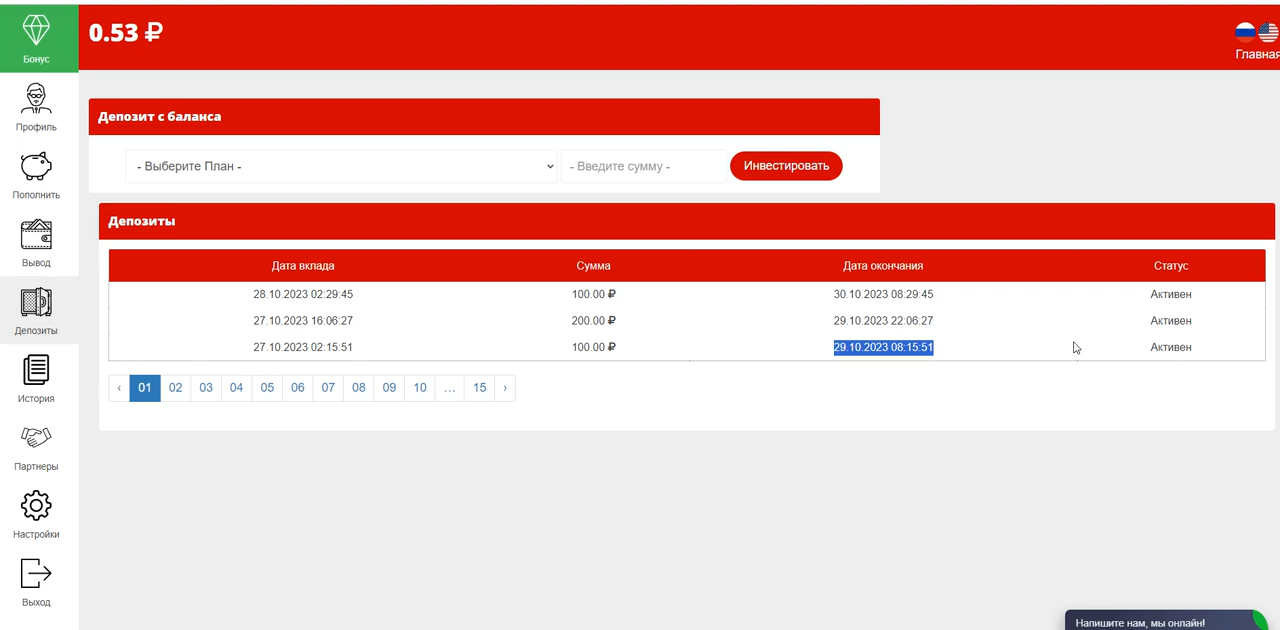 0.53 ₽
Главная
Бонус
Профиль
Пополнить
Вывод
Депозиты
История
Партнеры
Настройки
Выход
Депозит с баланса
- Выберите План -
- Введите сумму -
Инвестировать
Депозиты
Дата вклада Сумма Дата окончания Статус
28.10.2023 02:29:45 100.00 ₽ 30.10.2023 08:29:45 Активен
27.10.2023 16:06:27 200.00 ₽ 29.10.2023 22:06:27 Активен
27.10.2023 02:15:51 100.00 ₽ 29.10.2023 08:15:51 Активен
‹ 01 02 03 04 05 06 07 08 09 10 ... 15 ›
Напишите нам, мы онлайн!